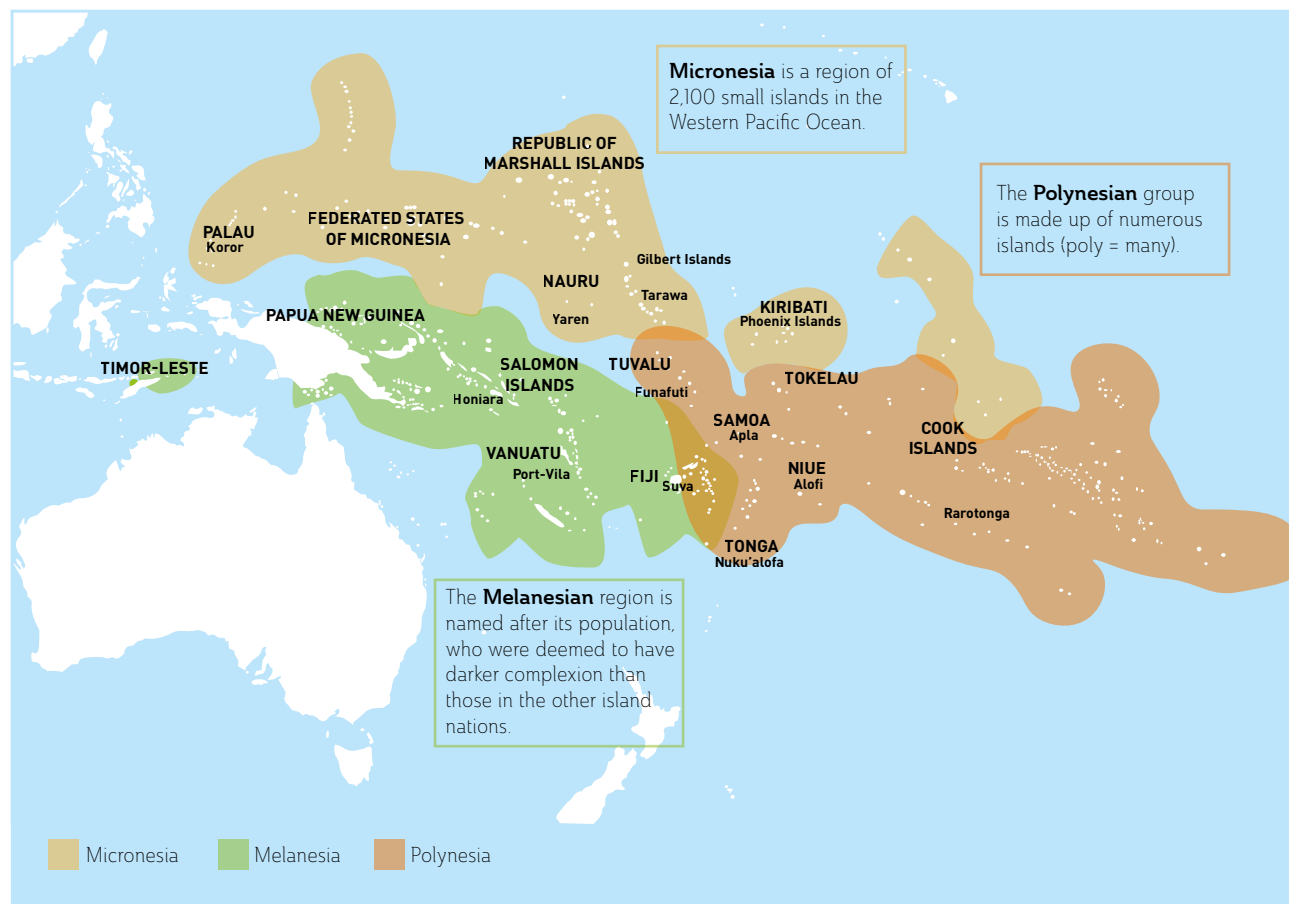 Micronesia is a region of
2,100 small islands in the
Western Pacific Ocean.
REPUBLIC OF
MARSHALL ISLANDS
The Polynesian group
is made up of numerous
islands (poly = many).
PALAU
Koror
FEDERATED STATES
OF MICRONESIA
Gilbert Islands
NAURU
Tarawa
Yaren
KIRIBATI
Phoenix Islands
PAPUA NEW GUINEA
TIMOR-LESTE
SALOMON
ISLANDS
Honiara
TUVALU
Funafuti
TOKELAU
SAMOA
Apla
COOK
ISLANDS
VANUATU
Port-Vila
FIJI
Suva
NIUE
Alofi
Rarotonga
TONGA
Nuku'alofa
The Melanesian region is
named after its population,
who were deemed to have
darker complexion than
those in the other island
nations.
Micronesia
Melanesia
Polynesia